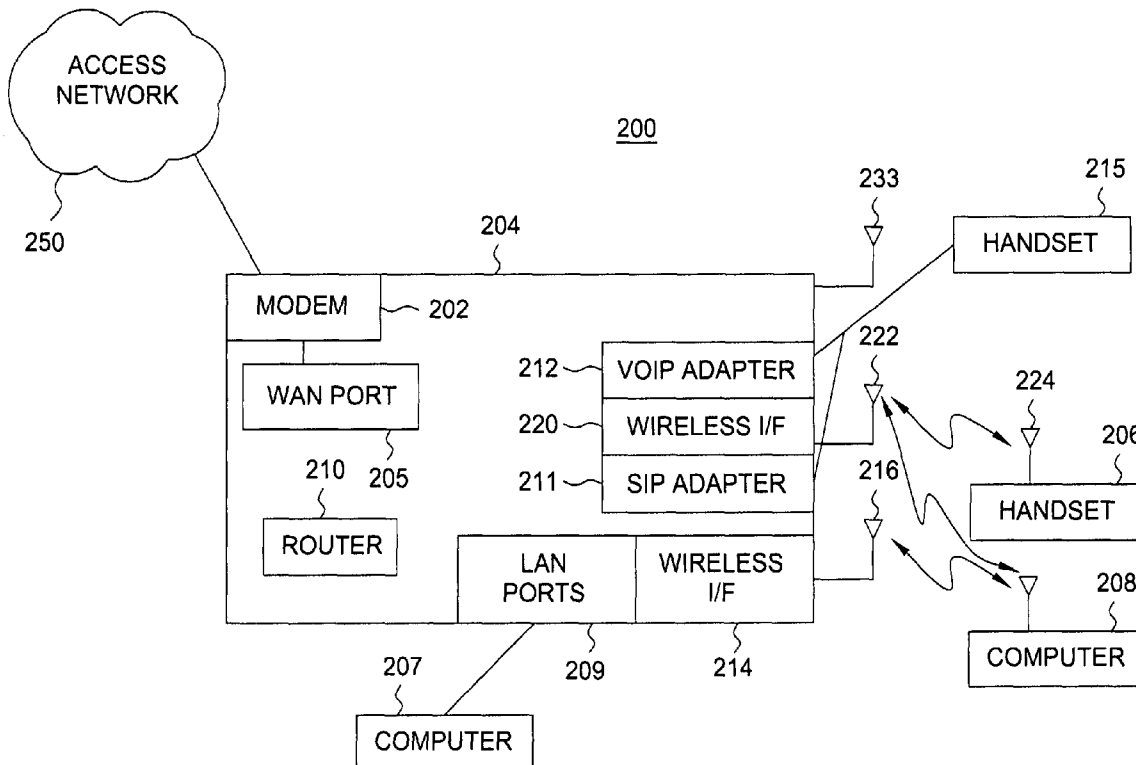 ACCESS
NETWORK
200
250
204
233
215
HANDSET
MODEM
202
212
VOIP ADAPTER
222
WAN PORT
220
WIRELESS I/F
224
205
211
SIP ADAPTER
216
206
HANDSET
210
ROUTER
LAN
PORTS
WIRELESS
I/F
208
COMPUTER
207
209
214
COMPUTER